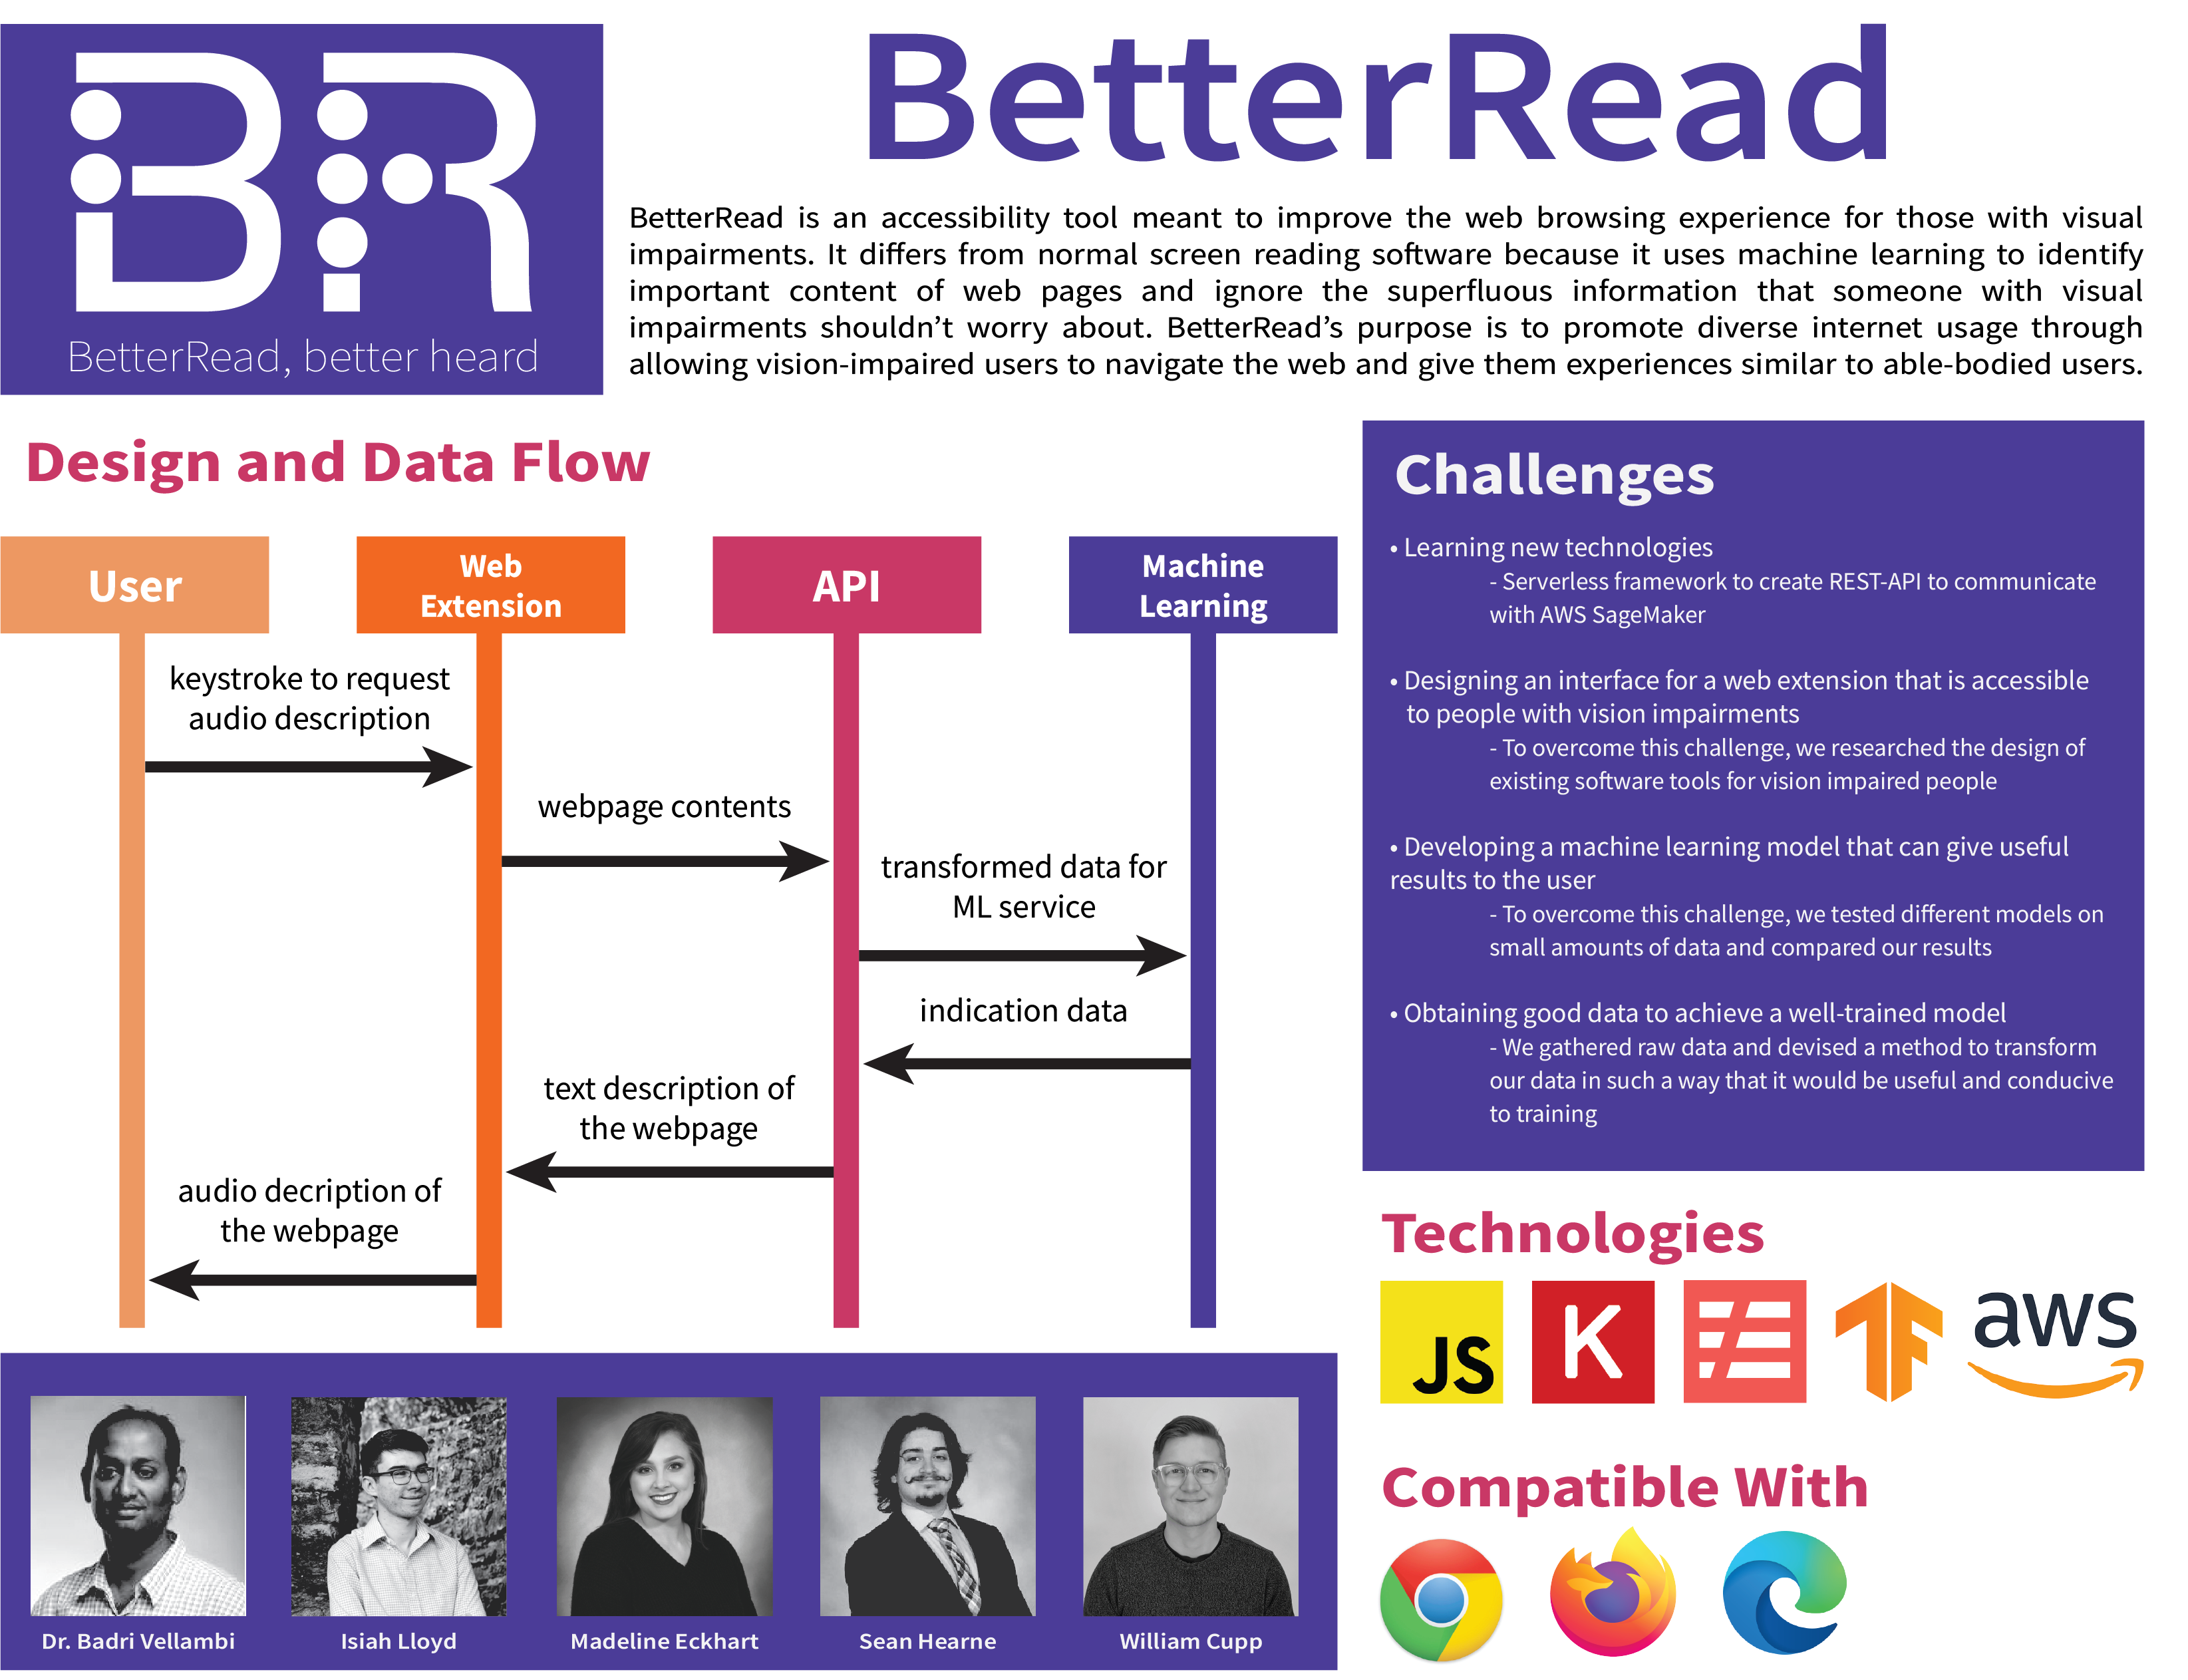 BR
BetterRead, better heard
BetterRead
BetterRead is an accessibility tool meant to improve the web browsing experience for those with visual
impairments. It differs from normal screen reading software because it uses machine learning to identify
important content of web pages and ignore the superfluous information that someone with visual
impairments shouldn’t worry about. BetterRead’s purpose is to promote diverse internet usage through
allowing vision-impaired users to navigate the web and give them experiences similar to able-bodied users.
Design and Data Flow
User
Web
Extension
API
Machine
Learning
keystroke to request
audio description
webpage contents
transformed data for
ML service
indication data
text description of
the webpage
audio decription of
the webpage
Challenges
• Learning new technologies
- Serverless framework to create REST-API to communicate
with AWS SageMaker
• Designing an interface for a web extension that is accessible
to people with vision impairments
- To overcome this challenge, we researched the design of
existing software tools for vision impaired people
• Developing a machine learning model that can give useful
results to the user
- To overcome this challenge, we tested different models on
small amounts of data and compared our results
• Obtaining good data to achieve a well-trained model
- We gathered raw data and devised a method to transform
our data in such a way that it would be useful and conducive
to training
Technologies
JS
K
TF
aws
Compatible With
Dr. Badri Vellambi
Isiah Lloyd
Madeline Eckhart
Sean Hearne
William Cupp